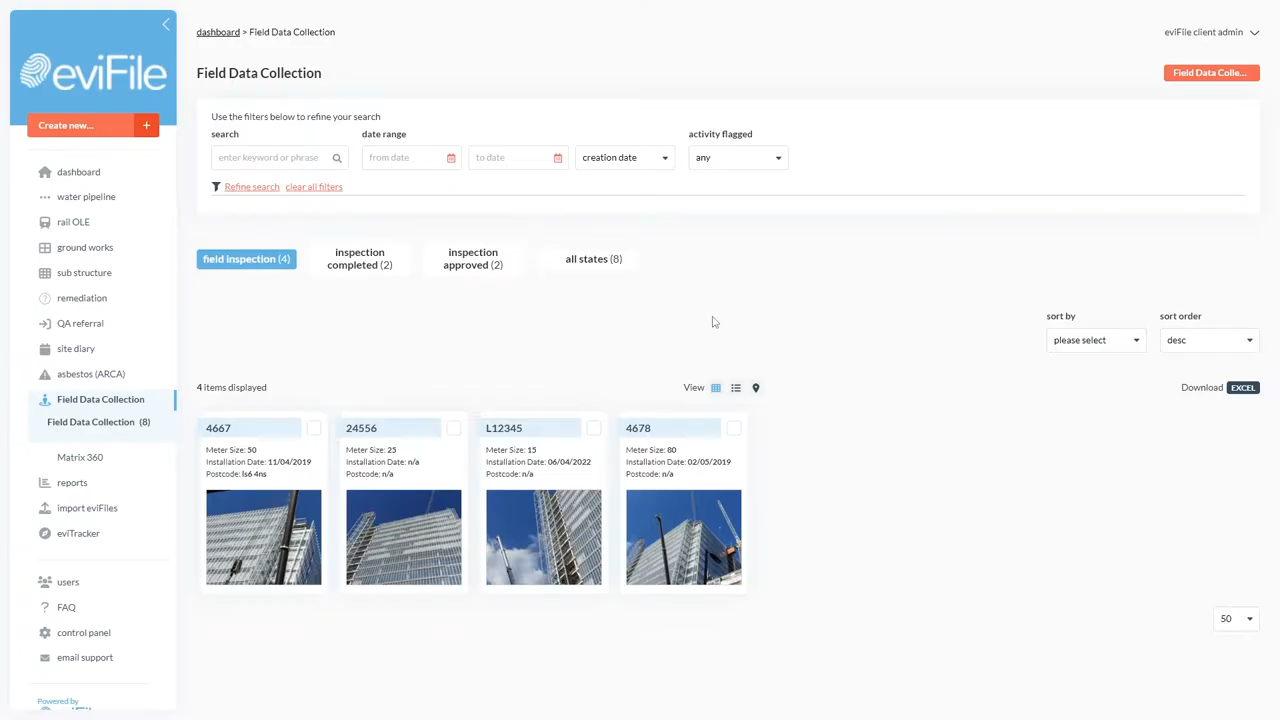 eviFile
Create new... +
dashboard
water pipeline
rail OLE
ground works
sub structure
remediation
QA referral
site diary
asbestos (ARCA)
Field Data Collection
Field Data Collection (8)
Matrix 360
reports
import eviFiles
eviTracker
users
FAQ
control panel
email support
Powered by
dashboard > Field Data Collection
eviFile client admin
Field Data Collection
Field Data Colle...
Use the filters below to refine your search
search
date range
activity flagged
enter keyword or phrase
from date
to date
creation date
any
Refine search
clear all filters
field inspection (4)
inspection
completed (2)
inspection
approved (2)
all states (8)
sort by
sort order
please select
desc
4 items displayed
View
Download EXCEL
4667
Meter Size: 50
Installation Date: 11/04/2019
Postcode: ls6 4ns
24556
Meter Size: 25
Installation Date: n/a
Postcode: n/a
L12345
Meter Size: 15
Installation Date: 06/04/2022
Postcode: n/a
4678
Meter Size: 80
Installation Date: 02/05/2019
Postcode: n/a
50